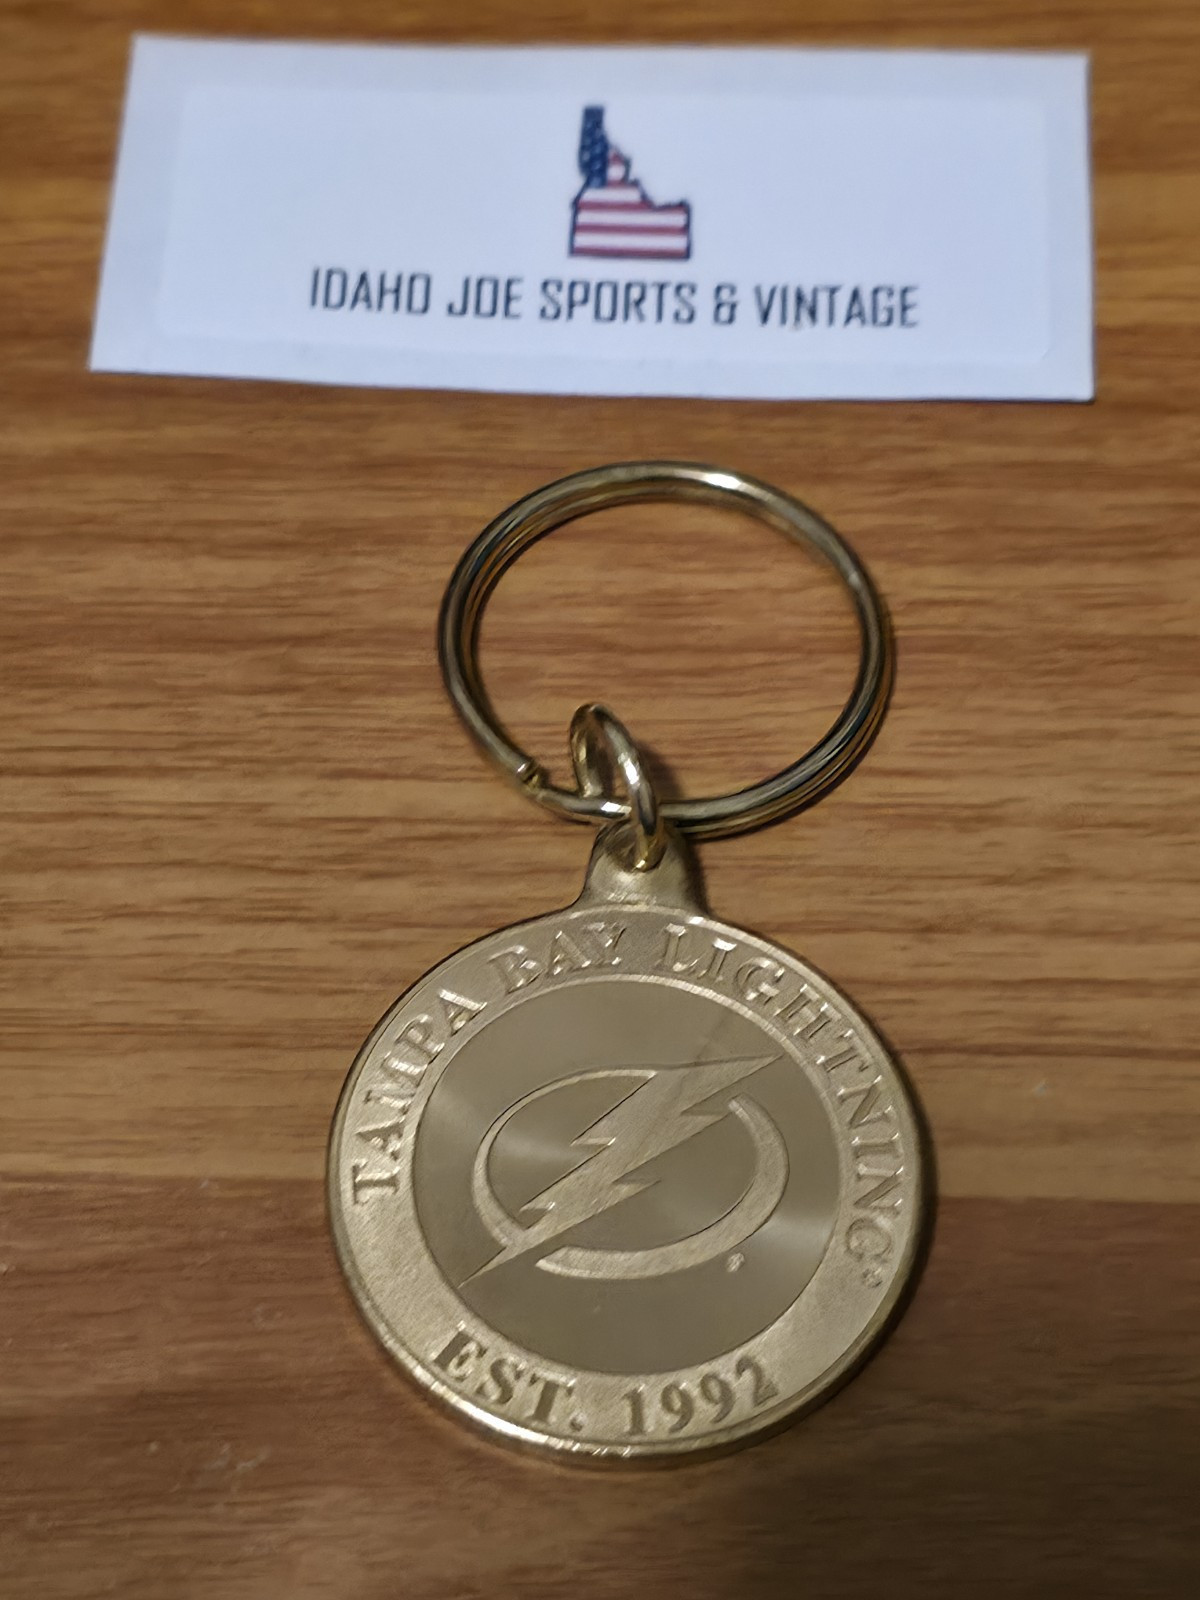 IDAHO JOE SPORTS & VINTAGE
TAMPA BAY LIGHTNING
EST. 1992